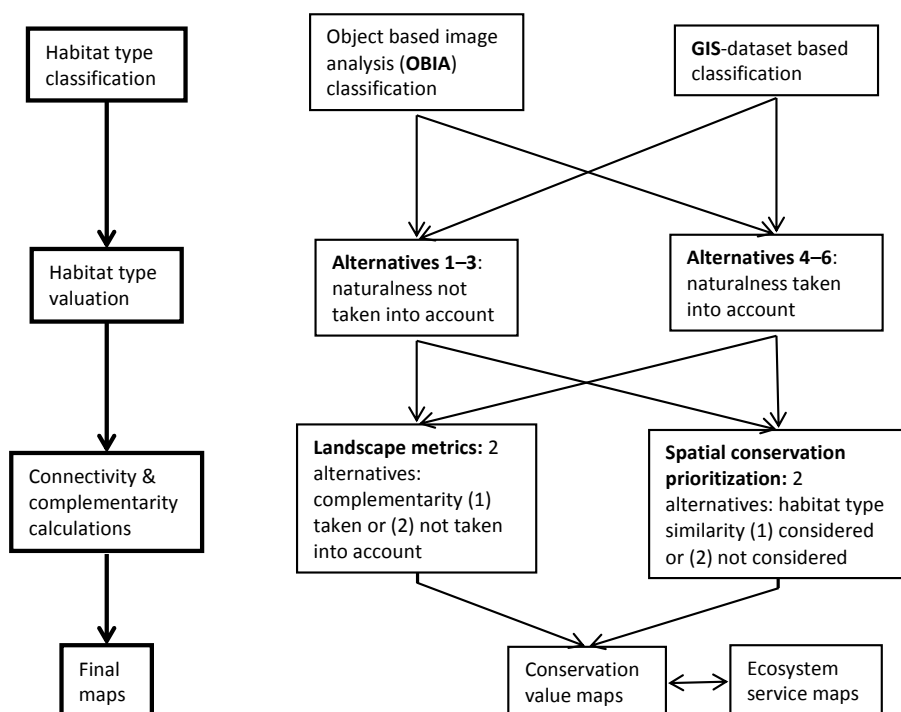 Habitat type
classification
Object based image
analysis (OBIA)
classification
GIS-dataset based
classification
Habitat type
valuation
Alternatives 1–3:
naturalness not
taken into account
Alternatives 4–6:
naturalness taken
into account
Connectivity &
complementarity
calculations
Landscape metrics: 2
alternatives:
complementarity (1)
taken or (2) not taken
into account
Spatial conservation
prioritization: 2
alternatives: habitat type
similarity (1) considered
or (2) not considered
Final
maps
Conservation
value maps
Ecosystem
service maps